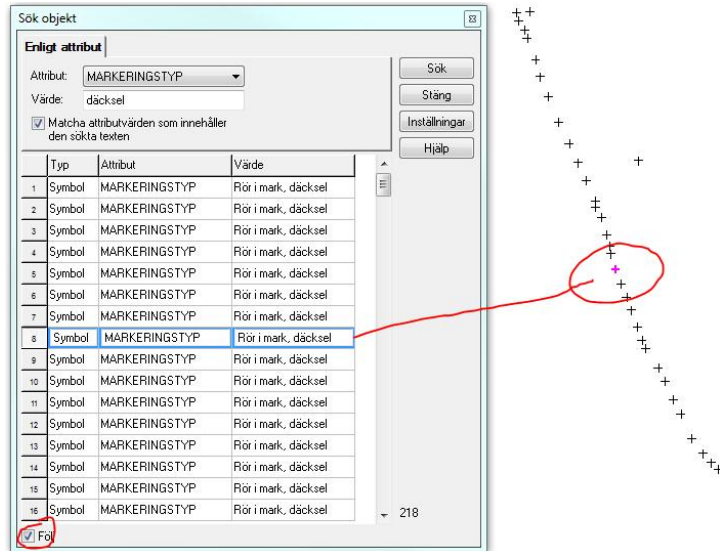 Sök objekt
Enligt attribut
Attribut: MARKERINGSTYP
Värde: däcksel
Matcha attributvärden som innehåller
den sökta texten
Sök
Stäng
Inställningar
Hjälp
Typ Attribut Värde
1 Symbol MARKERINGSTYP Rör i mark, däcksel
2 Symbol MARKERINGSTYP Rör i mark, däcksel
3 Symbol MARKERINGSTYP Rör i mark, däcksel
4 Symbol MARKERINGSTYP Rör i mark, däcksel
5 Symbol MARKERINGSTYP Rör i mark, däcksel
6 Symbol MARKERINGSTYP Rör i mark, däcksel
7 Symbol MARKERINGSTYP Rör i mark, däcksel
8 Symbol MARKERINGSTYP Rör i mark, däcksel
9 Symbol MARKERINGSTYP Rör i mark, däcksel
10 Symbol MARKERINGSTYP Rör i mark, däcksel
11 Symbol MARKERINGSTYP Rör i mark, däcksel
12 Symbol MARKERINGSTYP Rör i mark, däcksel
13 Symbol MARKERINGSTYP Rör i mark, däcksel
14 Symbol MARKERINGSTYP Rör i mark, däcksel
15 Symbol MARKERINGSTYP Rör i mark, däcksel
16 Symbol MARKERINGSTYP Rör i mark, däcksel
218